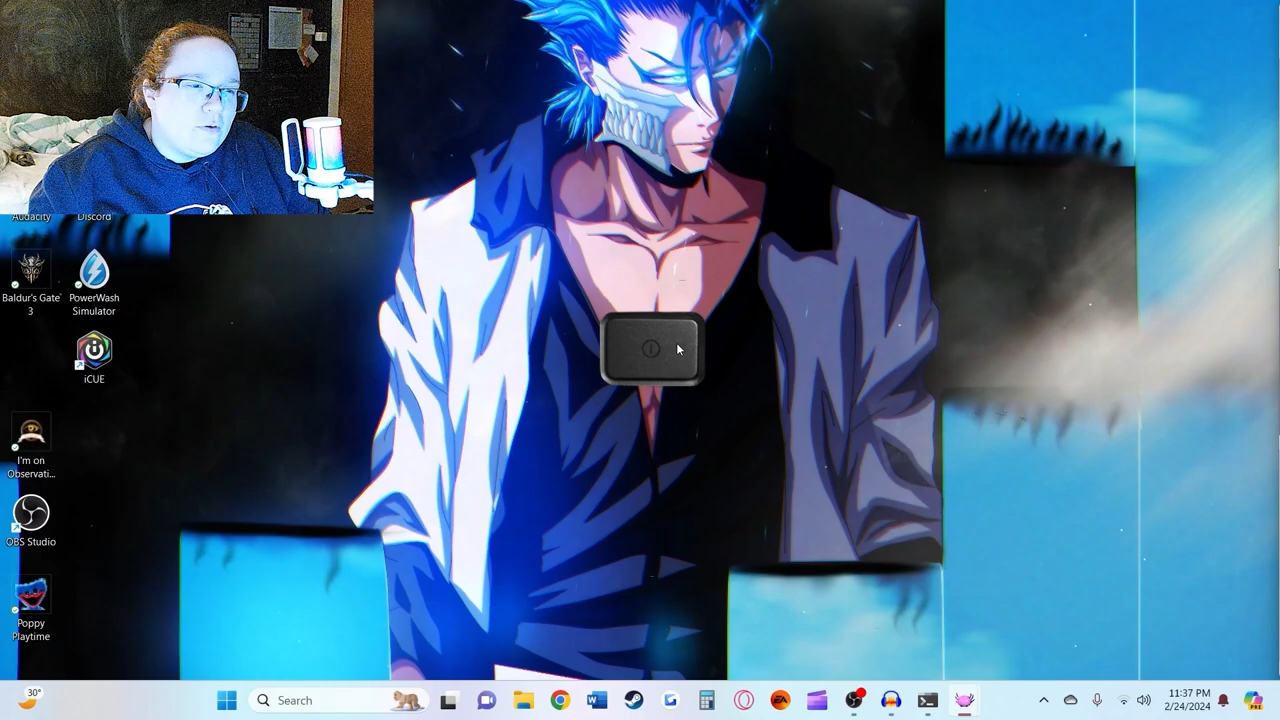 Audacity
Discord
Baldur's Gate 3
PowerWash Simulator
iCUE
I'm on Observati...
OBS Studio
Poppy Playtime
30°
Search
11:37 PM
2/24/2024
PRE